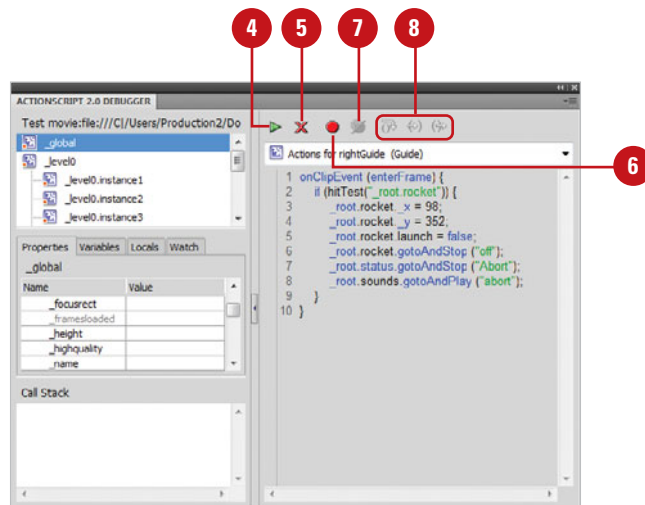 4 5 7 8
ACTIONSCRIPT 2.0 DEBUGGER
Test movie:file:///C|/Users/Production2/Do
_global
_level0
_level0.instance1
_level0.instance2
_level0.instance3
Properties Variables Locals Watch
_global
Name Value
_focusrect
_framesloaded
_height
_highquality
_name
Call Stack
6
Actions for rightGuide (Guide)
1 onClipEvent (enterFrame) {
2 if (hitTest("_root.rocket")) {
3 _root.rocket._x = 98;
4 _root.rocket._y = 352;
5 _root.rocket.launch = false;
6 _root.rocket.gotoAndStop ("off");
7 _root.status.gotoAndStop ("Abort");
8 _root.sounds.gotoAndPlay ("abort");
9 }
10 }